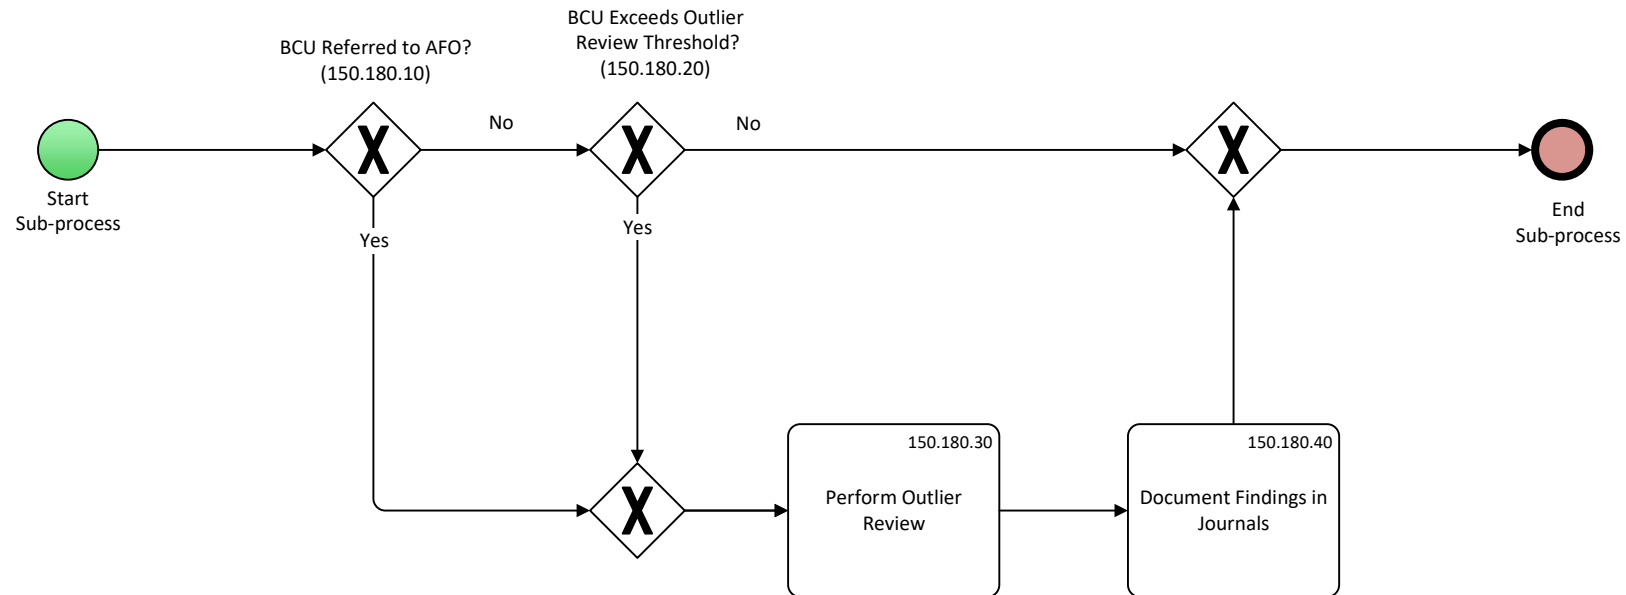 BCU Exceeds Outlier
Review Threshold?
(150.180.20)
BCU Referred to AFO?
(150.180.10)
No
No
X
X
X
Start
Sub-process
End
Sub-process
Yes
Yes
150.180.30
Perform Outlier
Review
150.180.40
Document Findings in
Journals
X